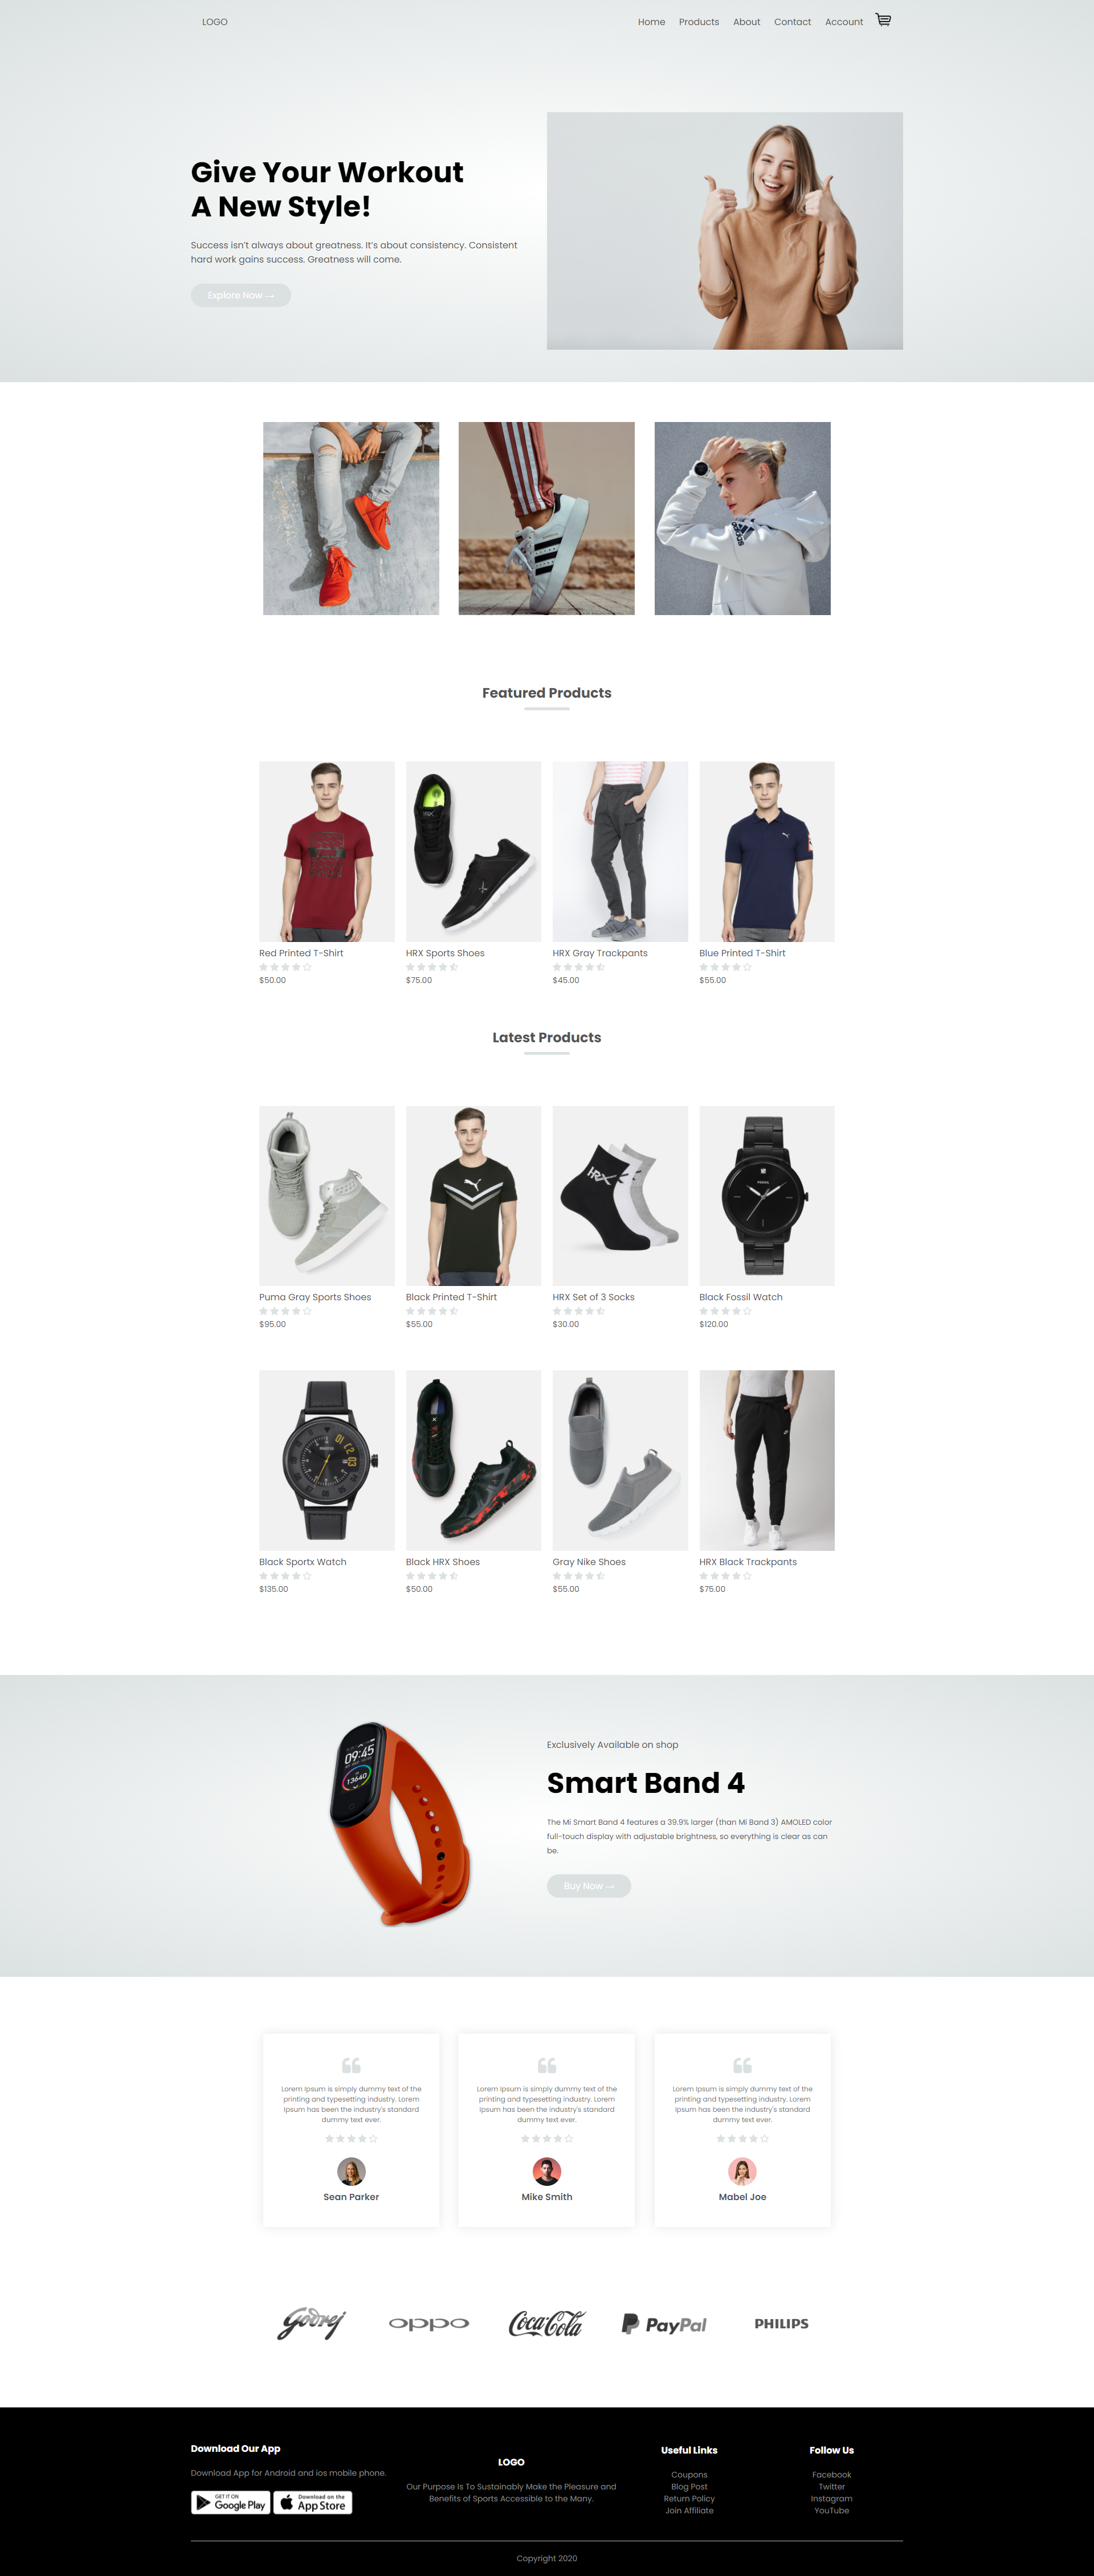 LOGO
Home Products About Contact Account
Give Your Workout
A New Style!
Success isn't always about greatness. It's about consistency. Consistent
hard work gains success. Greatness will come.
Explore Now →
adidas
Featured Products
HRX
Red Printed T-Shirt
HRX Sports Shoes
HRX Gray Trackpants
Blue Printed T-Shirt
$50.00
$75.00
$45.00
$55.00
Latest Products
HRX
FOSSIL
Puma Gray Sports Shoes
Black Printed T-Shirt
HRX Set of 3 Socks
Black Fossil Watch
$95.00
$55.00
$30.00
$120.00
01 02 03
Black Sportx Watch
Black HRX Shoes
Gray Nike Shoes
HRX Black Trackpants
$135.00
$50.00
$55.00
$75.00
09:45
13640
Exclusively Available on shop
Smart Band 4
The Mi Smart Band 4 features a 39.9% larger (than Mi Band 3) AMOLED color
full-touch display with adjustable brightness, so everything is clear as can
be.
Buy Now →
Lorem Ipsum is simply dummy text of the
printing and typesetting industry. Lorem
Ipsum has been the industry's standard
dummy text ever.
Sean Parker
Lorem Ipsum is simply dummy text of the
printing and typesetting industry. Lorem
Ipsum has been the industry's standard
dummy text ever.
Mike Smith
Lorem Ipsum is simply dummy text of the
printing and typesetting industry. Lorem
Ipsum has been the industry's standard
dummy text ever.
Mabel Joe
Godrej
oppo
Coca-Cola
PayPal
PHILIPS
Download Our App
Download App for Android and ios mobile phone.
GET IT ON
Google Play
Download on the
App Store
LOGO
Our Purpose Is To Sustainably Make the Pleasure and
Benefits of Sports Accessible to the Many.
Useful Links
Coupons
Blog Post
Return Policy
Join Affiliate
Follow Us
Facebook
Twitter
Instagram
YouTube
Copyright 2020